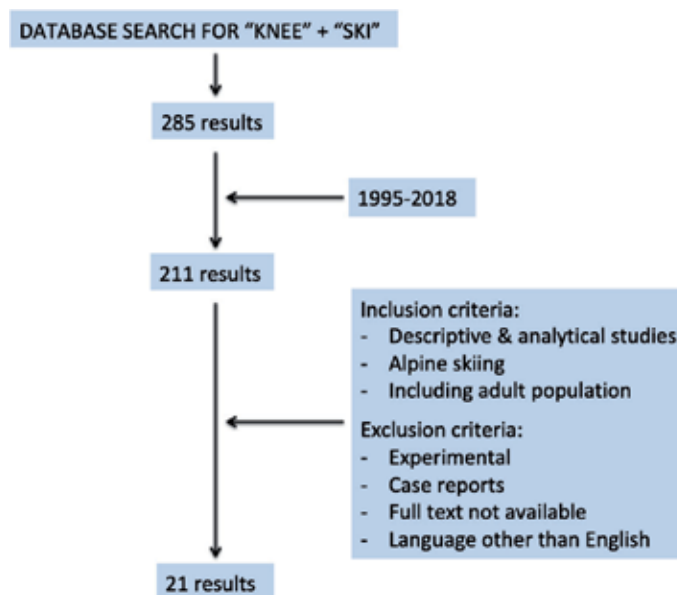 DATABASE SEARCH FOR “KNEE” + “SKI”
285 results
1995-2018
211 results
Inclusion criteria:
- Descriptive & analytical studies
- Alpine skiing
- Including adult population
Exclusion criteria:
- Experimental
- Case reports
- Full text not available
- Language other than English
21 results